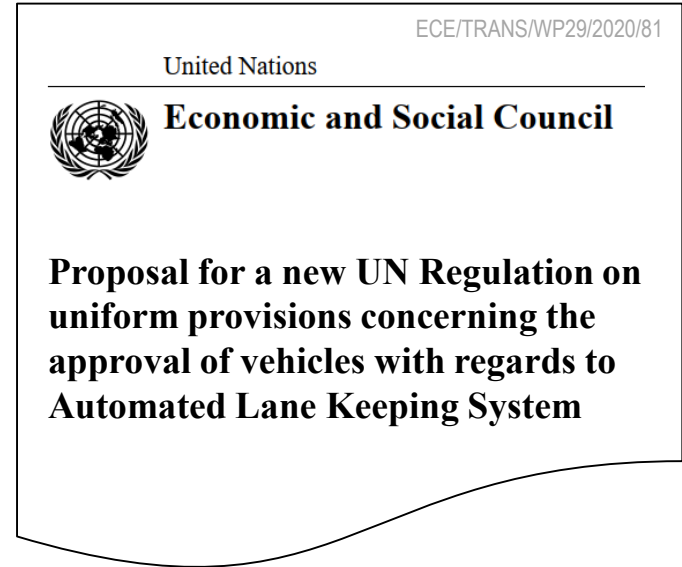 ECE/TRANS/WP29/2020/81
United Nations
Economic and Social Council
Proposal for a new UN Regulation on
uniform provisions concerning the
approval of vehicles with regards to
Automated Lane Keeping System